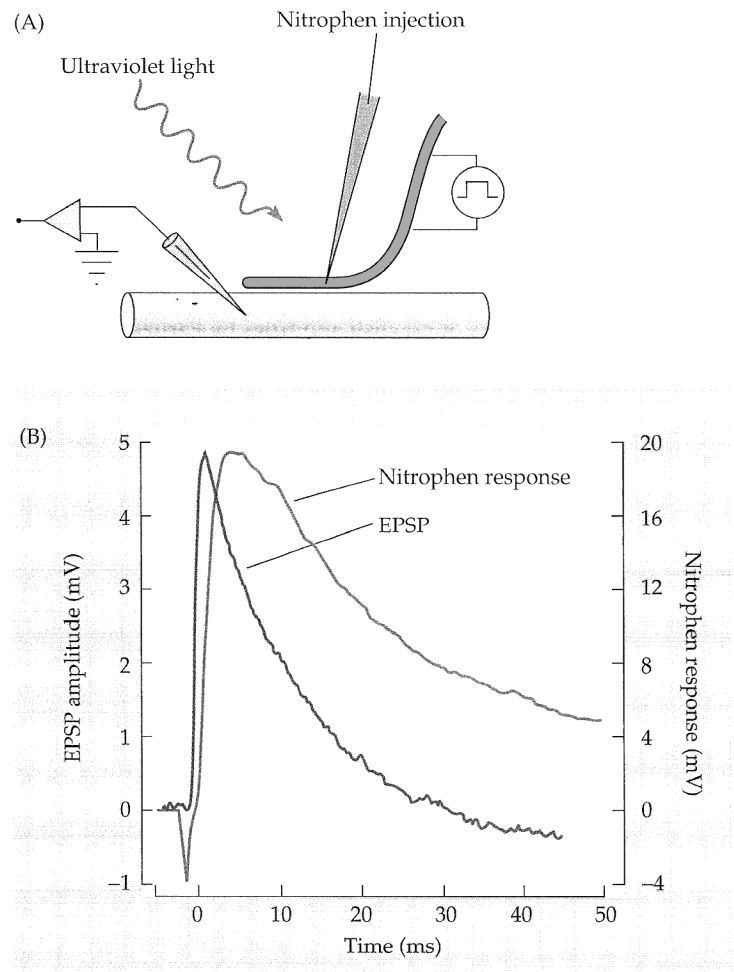 (A)
Nitrophen injection
Ultraviolet light
(B)
5
4
3
2
1
0
–1
EPSP amplitude (mV)
Nitrophen response
EPSP
20
16
12
8
4
0
–4
Nitrophen response (mV)
0
10
20
30
40
50
Time (ms)